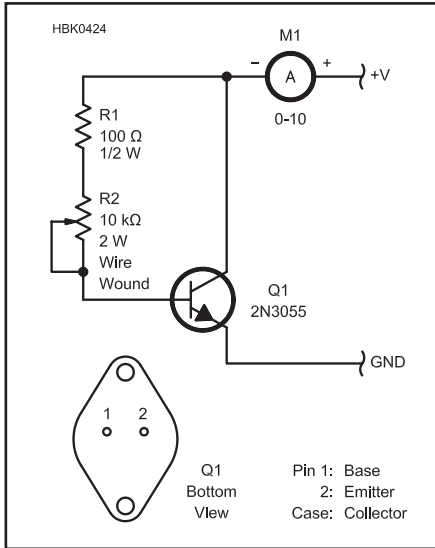 HBK0424
M1
− A +
+V
0-10
R1
100 Ω
1/2 W
R2
10 kΩ
2 W
Wire
Wound
Q1
2N3055
GND
1 2
Q1
Bottom
VIew
Pin 1: Base
2: Emitter
Case: Collector